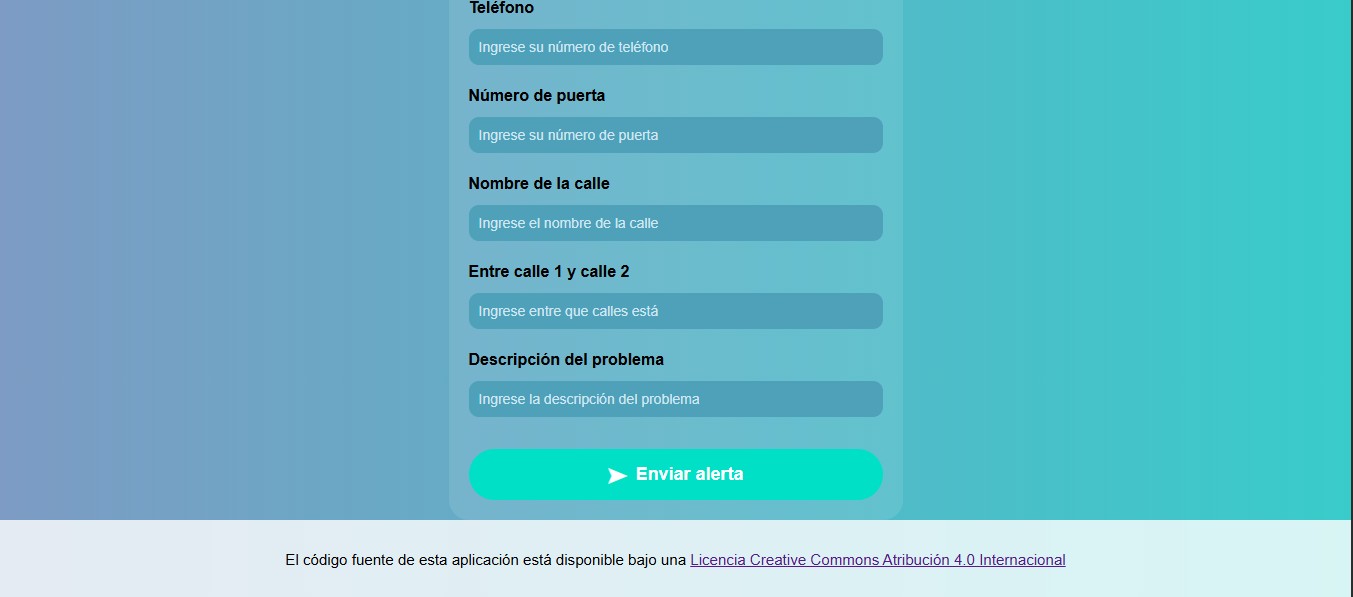 Teléfono
Ingrese su número de teléfono
Número de puerta
Ingrese su número de puerta
Nombre de la calle
Ingrese el nombre de la calle
Entre calle 1 y calle 2
Ingrese entre que calles está
Descripción del problema
Ingrese la descripción del problema
Enviar alerta
El código fuente de esta aplicación está disponible bajo una Licencia Creative Commons Atribución 4.0 Internacional